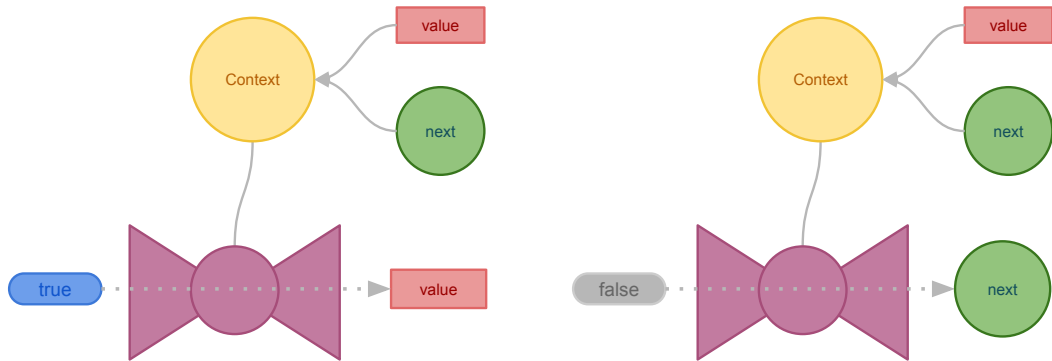 value
Context
next
true
value
value
Context
next
false
next